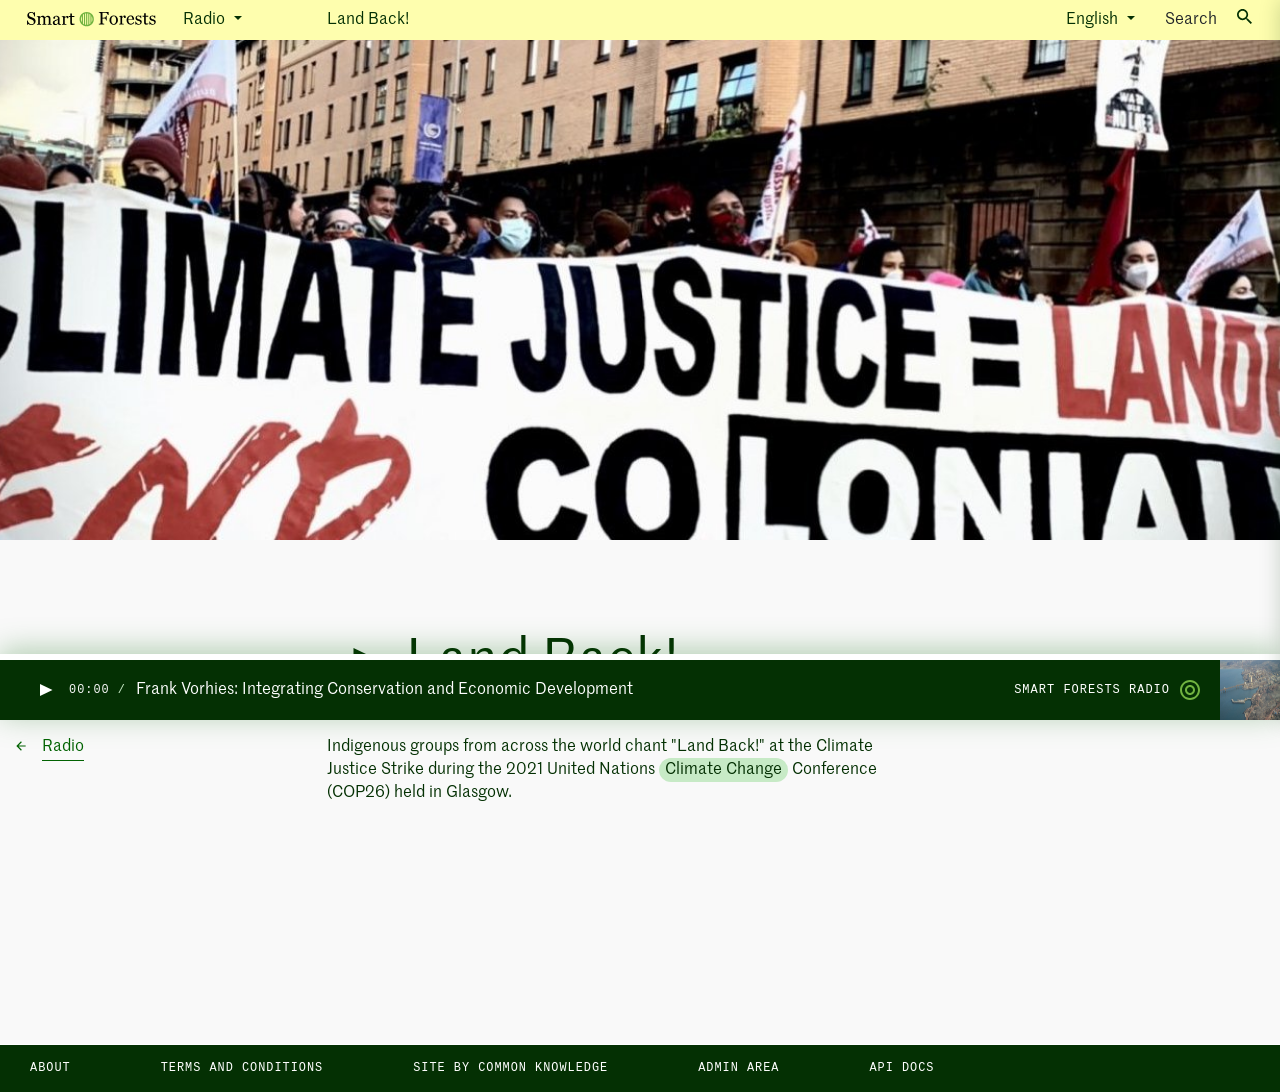 Smart Forests Radio Land Back! English Search
CLIMATE JUSTICE = LAND
END COLONIAL
Land Back!
00:00 / Frank Vorhies: Integrating Conservation and Economic Development SMART FORESTS RADIO
Radio
Indigenous groups from across the world chant "Land Back!" at the Climate
Justice Strike during the 2021 United Nations Climate Change Conference
(COP26) held in Glasgow.
ABOUT TERMS AND CONDITIONS SITE BY COMMON KNOWLEDGE ADMIN AREA API DOCS